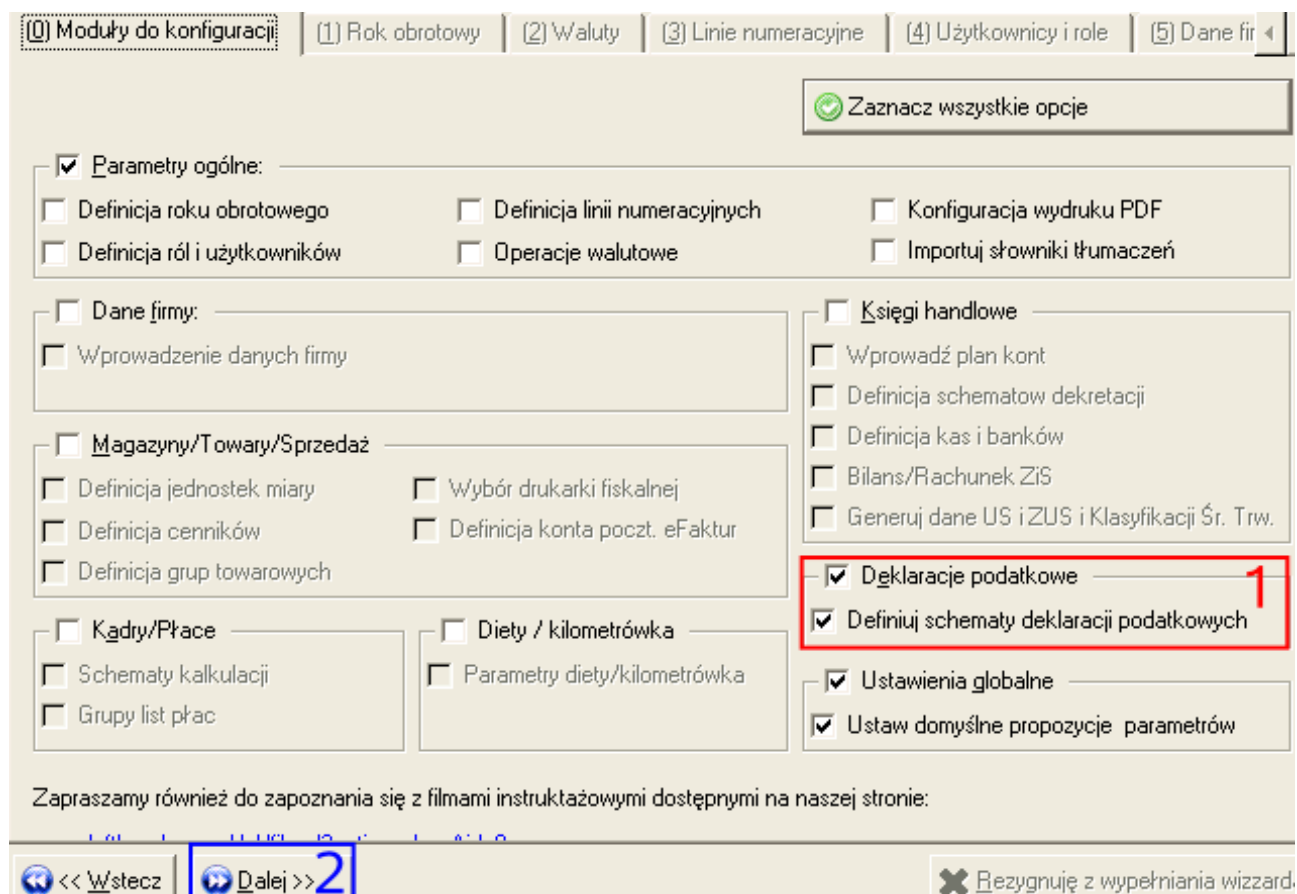 (0) Moduły do konfiguracji (1) Rok obrotowy (2) Waluty (3) Linie numeracyjne (4) Użytkownicy i role (5) Dane fir
Zaznacz wszystkie opcje
Parametry ogólne:
Definicja roku obrotowego Definicja linii numeracyjnych Konfiguracja wydruku PDF
Definicja ról i użytkowników Operacje walutowe Importuj słowniki tłumaczeń
Dane firmy:
Wprowadzenie danych firmy
Księgi handlowe
Wprowadź plan kont
Definicja schematow dekretacji
Definicja kas i banków
Bilans/Rachunek ZiS
Generuj dane US i ZUS i Klasyfikacji Śr. Trw.
Magazyny/Towary/Sprzedaż
Definicja jednostek miary Wybór drukarki fiskalnej
Definicja cenników Definicja konta poczt. eFaktur
Definicja grup towarowych
Deklaracje podatkowe 1
Definiuj schematy deklaracji podatkowych
Kadry/Płace
Schematy kalkulacji
Grupy list płac
Diety / kilometrówka
Parametry diety/kilometrówka
Ustawienia globalne
Ustaw domyślne propozycje parametrów
Zapraszamy również do zapoznania się z filmami instruktażowymi dostępnymi na naszej stronie:
<< Wstecz Dalej >> 2 Rezygnuję z wypełniania wizzard